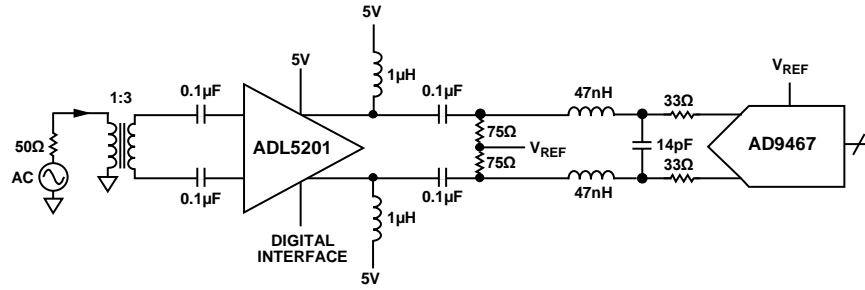 5V
5V
1µH
0.1µF
0.1µF
47nH
33Ω
V_REF
1:3
50Ω
AC
ADL5201
75Ω
V_REF
75Ω
14pF
AD9467
0.1µF
0.1µF
47nH
33Ω
1µH
DIGITAL
INTERFACE
5V